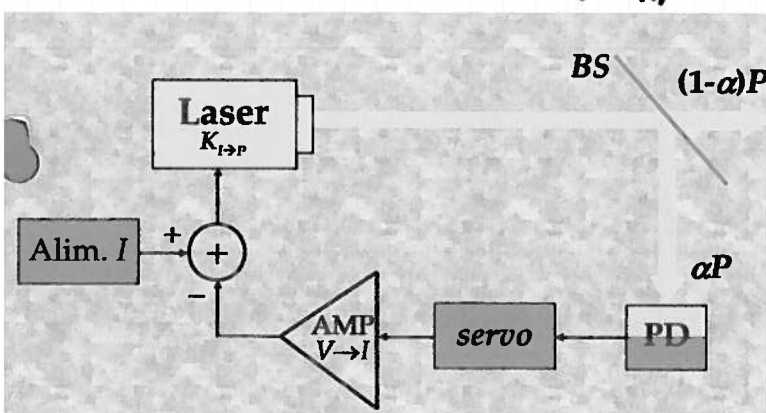 BS
(1-α)P
Laser
K_{I→P}
Alim. I
+
+
−
αP
AMP
V→I
servo
PD